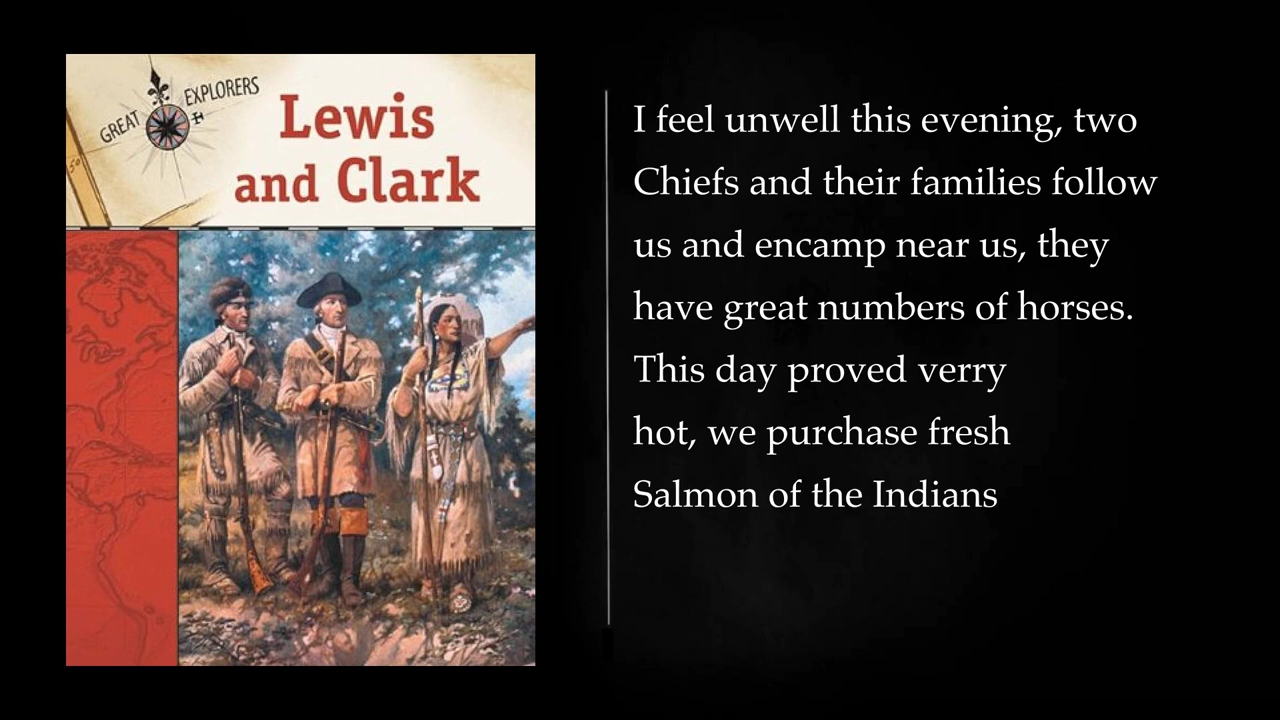 GREAT EXPLORERS
Lewis
and Clark
50
I feel unwell this evening, two
Chiefs and their families follow
us and encamp near us, they
have great numbers of horses.
This day proved verry
hot, we purchase fresh
Salmon of the Indians